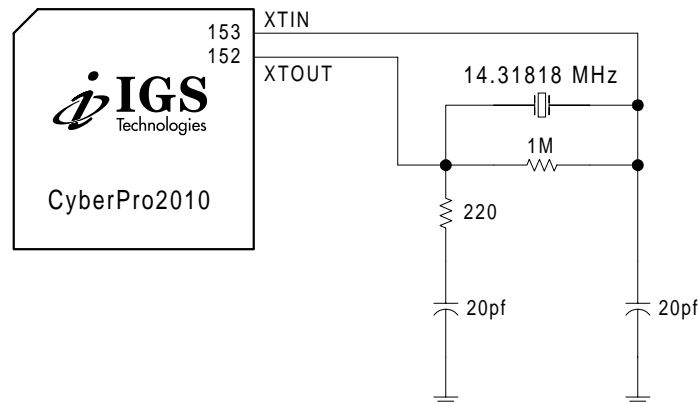 XTIN
153
152
XTOUT
14.31818 MHz
i IGS
Technologies
1M
CyberPro2010
220
20pf
20pf